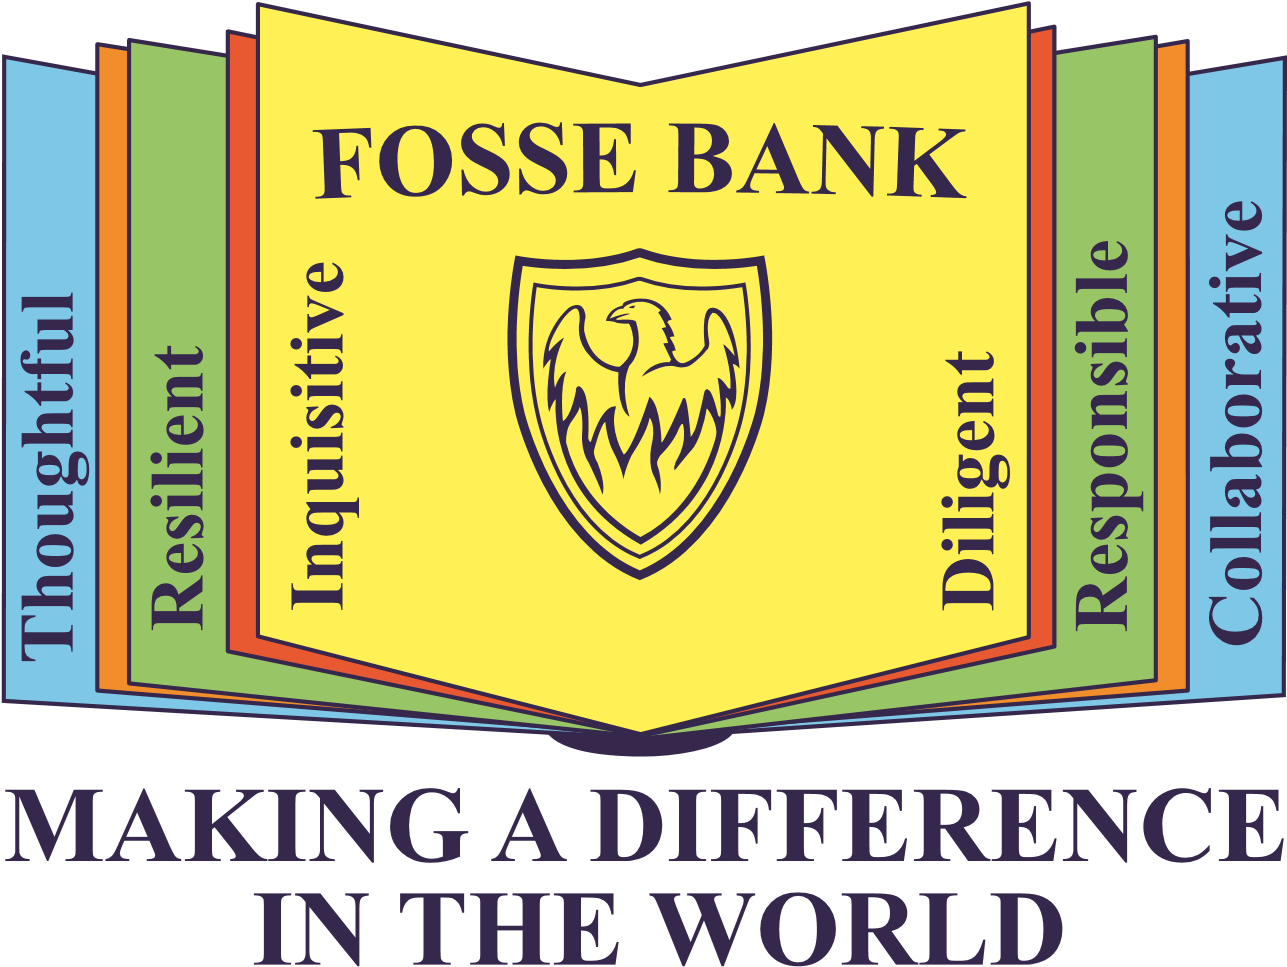 FOSSE BANK
Thoughtful
Resilient
Inquisitive
Diligent
Responsible
Collaborative
MAKING A DIFFERENCE
IN THE WORLD